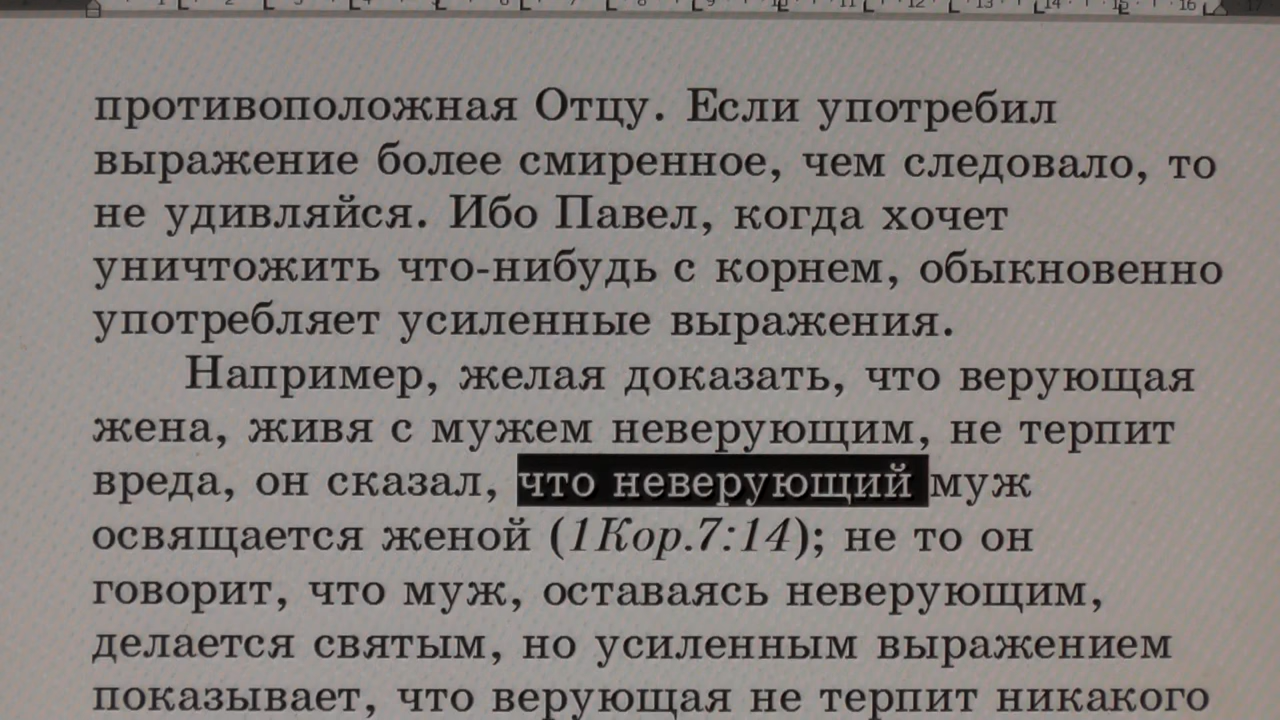 противоположная Отцу. Если употребил
выражение более смиренное, чем следовало, то
не удивляйся. Ибо Павел, когда хочет
уничтожить что-нибудь с корнем, обыкновенно
употребляет усиленные выражения.
Например, желая доказать, что верующая
жена, живя с мужем неверующим, не терпит
вреда, он сказал, что неверующий муж
освящается женой (1Кор.7:14); не то он
говорит, что муж, оставаясь неверующим,
делается святым, но усиленным выражением
показывает, что верующая не терпит никакого